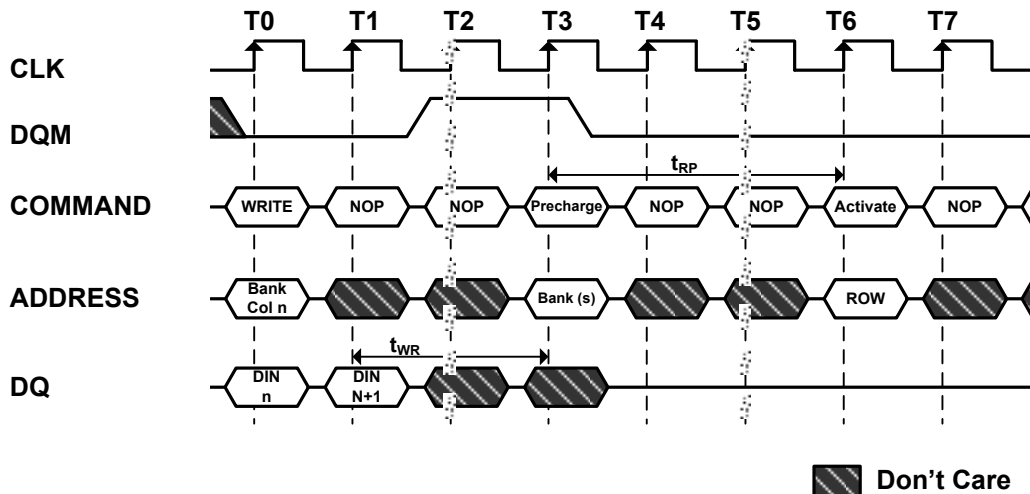 T0 T1 T2 T3 T4 T5 T6 T7
CLK
DQM
tRP
COMMAND WRITE NOP NOP Precharge NOP NOP Activate NOP
ADDRESS Bank Col n Bank (s) ROW
tWR
DQ DIN n DIN N+1
Don't Care